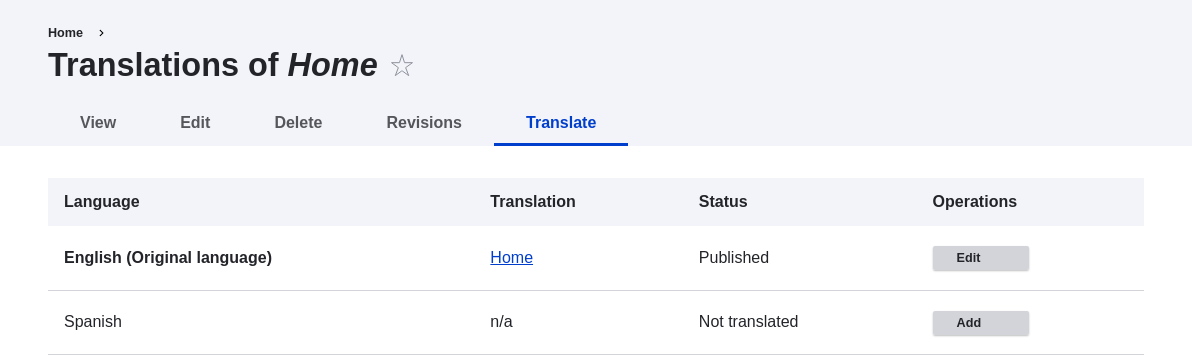 Home
Translations of Home
View Edit Delete Revisions Translate
Language Translation Status Operations
English (Original language) Home Published Edit
Spanish n/a Not translated Add